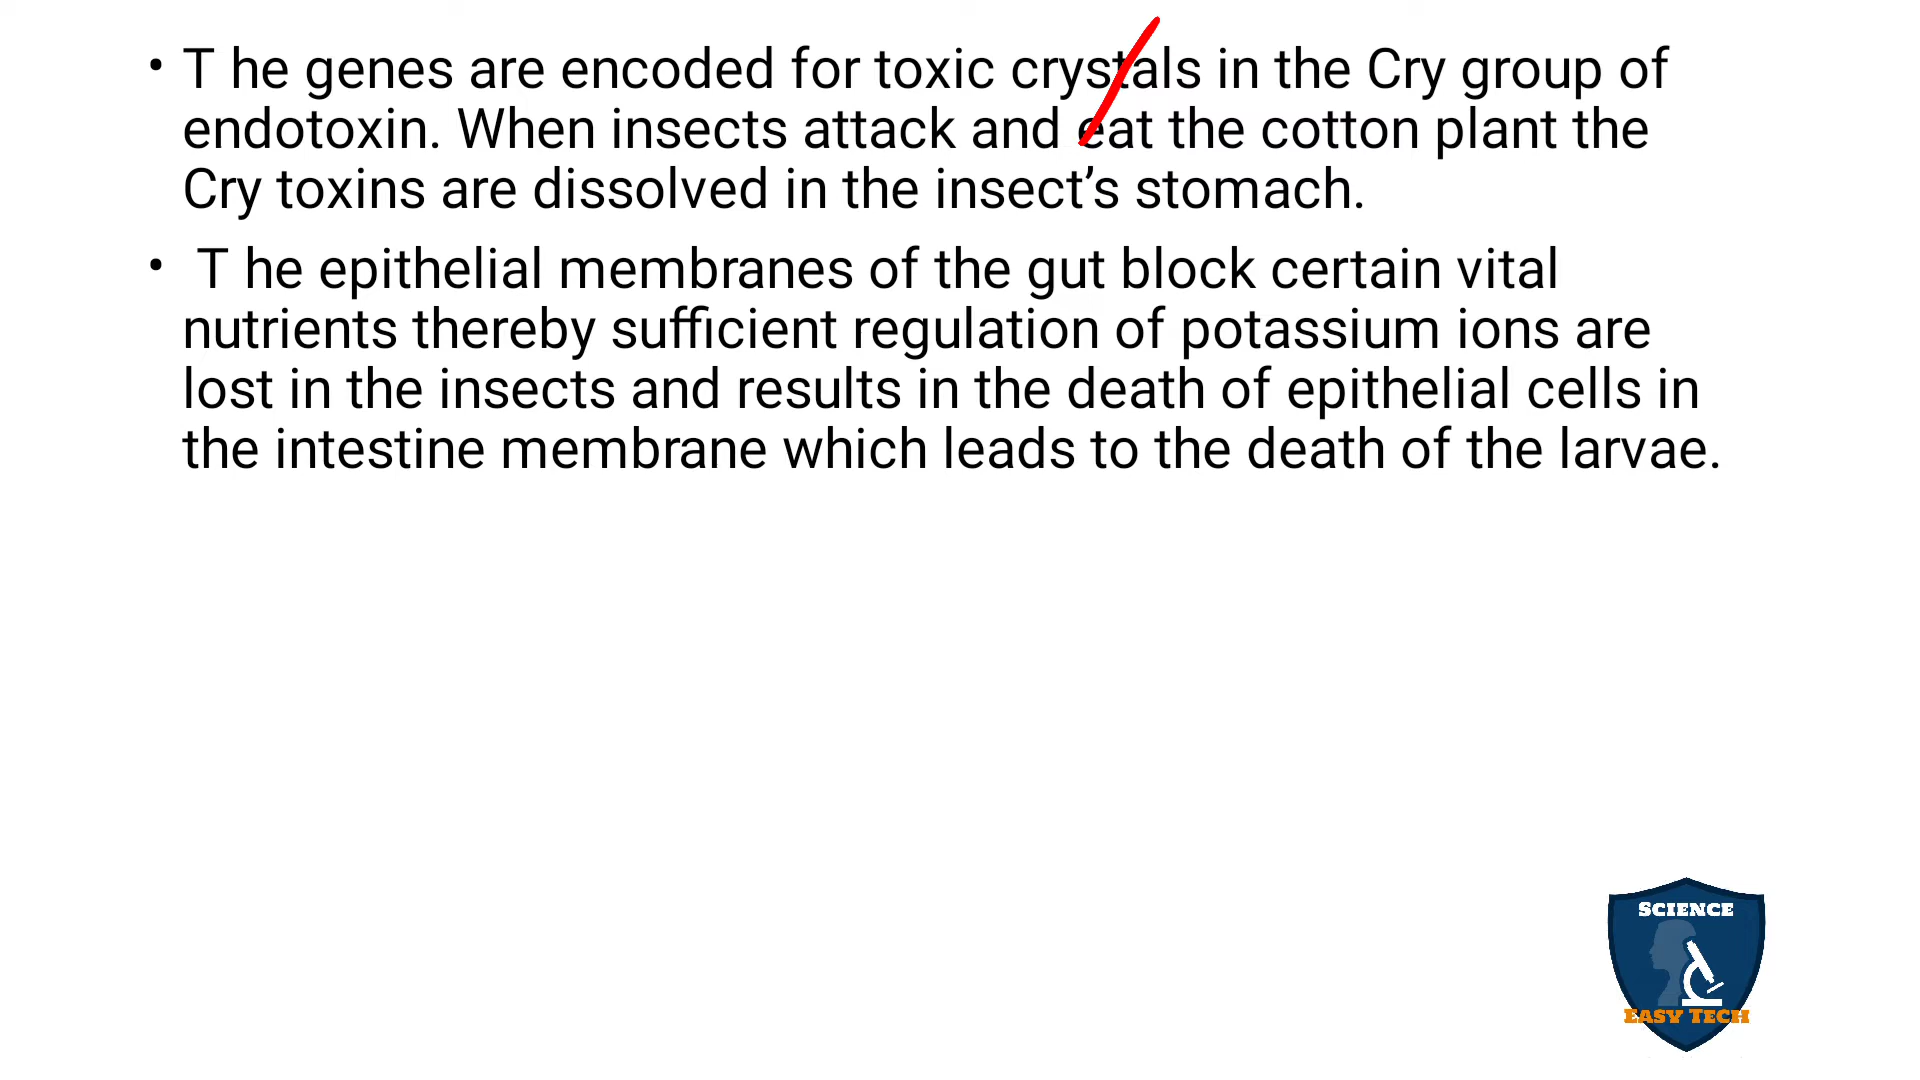 • T he genes are encoded for toxic crystals in the Cry group of
endotoxin. When insects attack and eat the cotton plant the
Cry toxins are dissolved in the insect’s stomach.
• T he epithelial membranes of the gut block certain vital
nutrients thereby sufficient regulation of potassium ions are
lost in the insects and results in the death of epithelial cells in
the intestine membrane which leads to the death of the larvae.
SCIENCE
EASY TECH